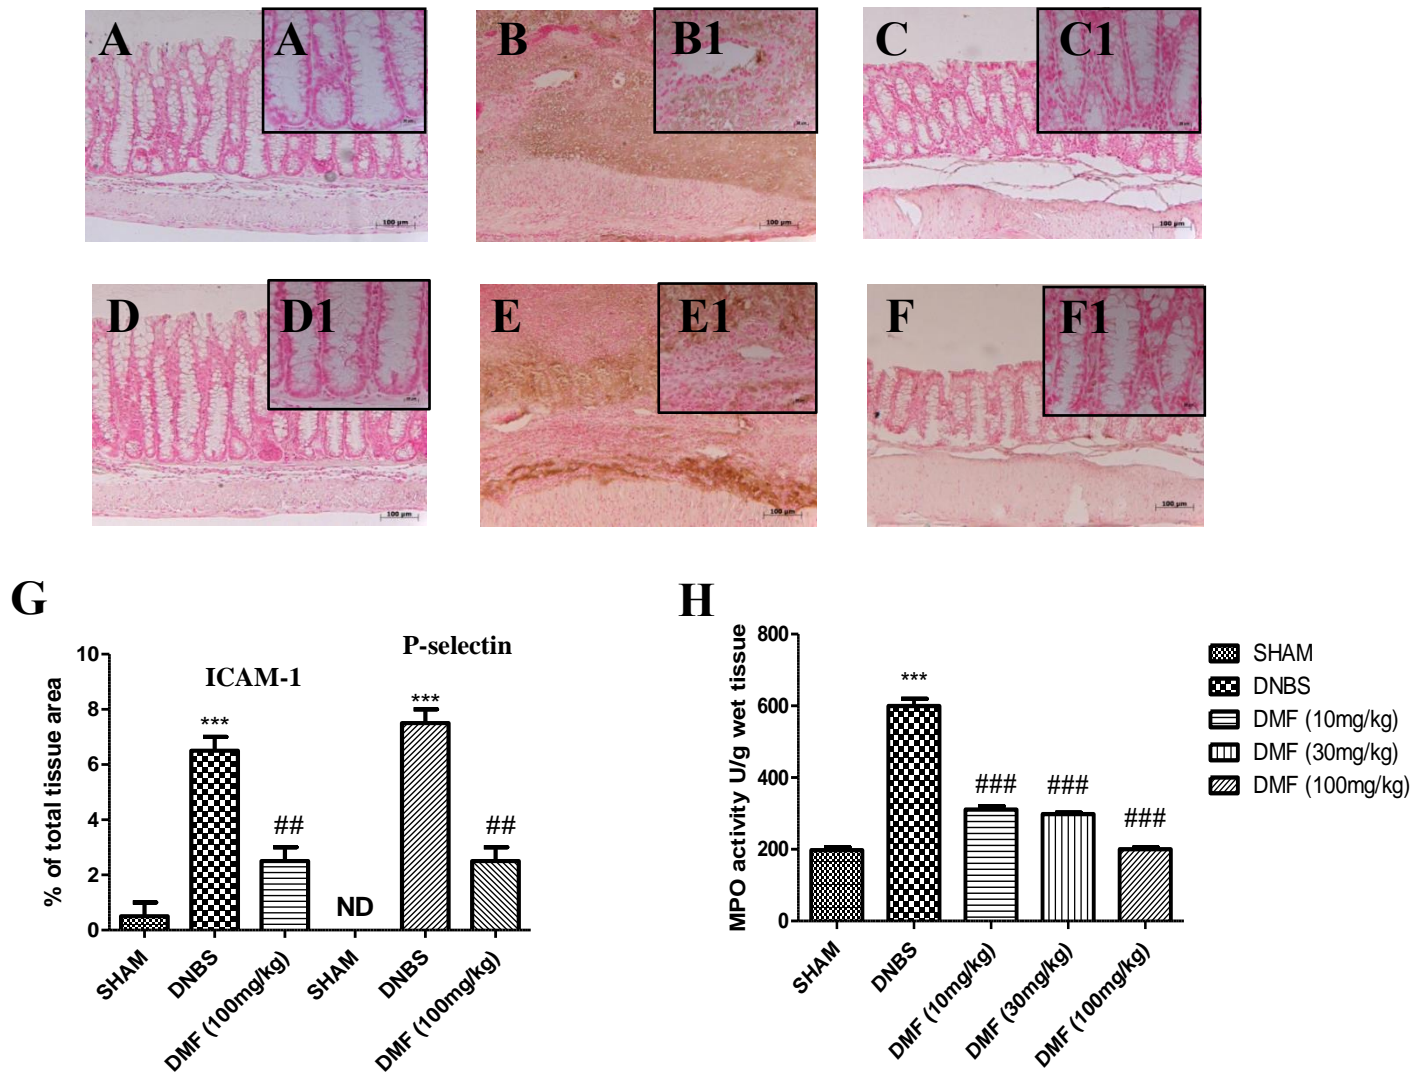 A
A
B
B1
C
C1
100 µm
100 µm
100 µm
D
D1
E
E1
F
F1
100 µm
100 µm
100 µm
G
H
ICAM-1
P-selectin
% of total tissue area
10
8
6
4
2
0
***
##
ND
***
##
SHAM
DNBS
DMF (100mg/kg)
SHAM
DNBS
DMF (100mg/kg)
MPO activity U/g wet tissue
800
600
400
200
0
***
###
###
###
SHAM
DNBS
DMF (10mg/kg)
DMF (30mg/kg)
DMF (100mg/kg)
SHAM
DNBS
DMF (10mg/kg)
DMF (30mg/kg)
DMF (100mg/kg)